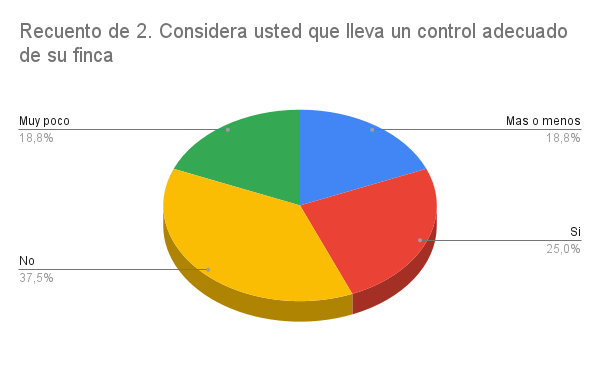 Recuento de 2. Considera usted que lleva un control adecuado
de su finca
Muy poco
18,8%
Mas o menos
18,8%
Si
25,0%
No
37,5%